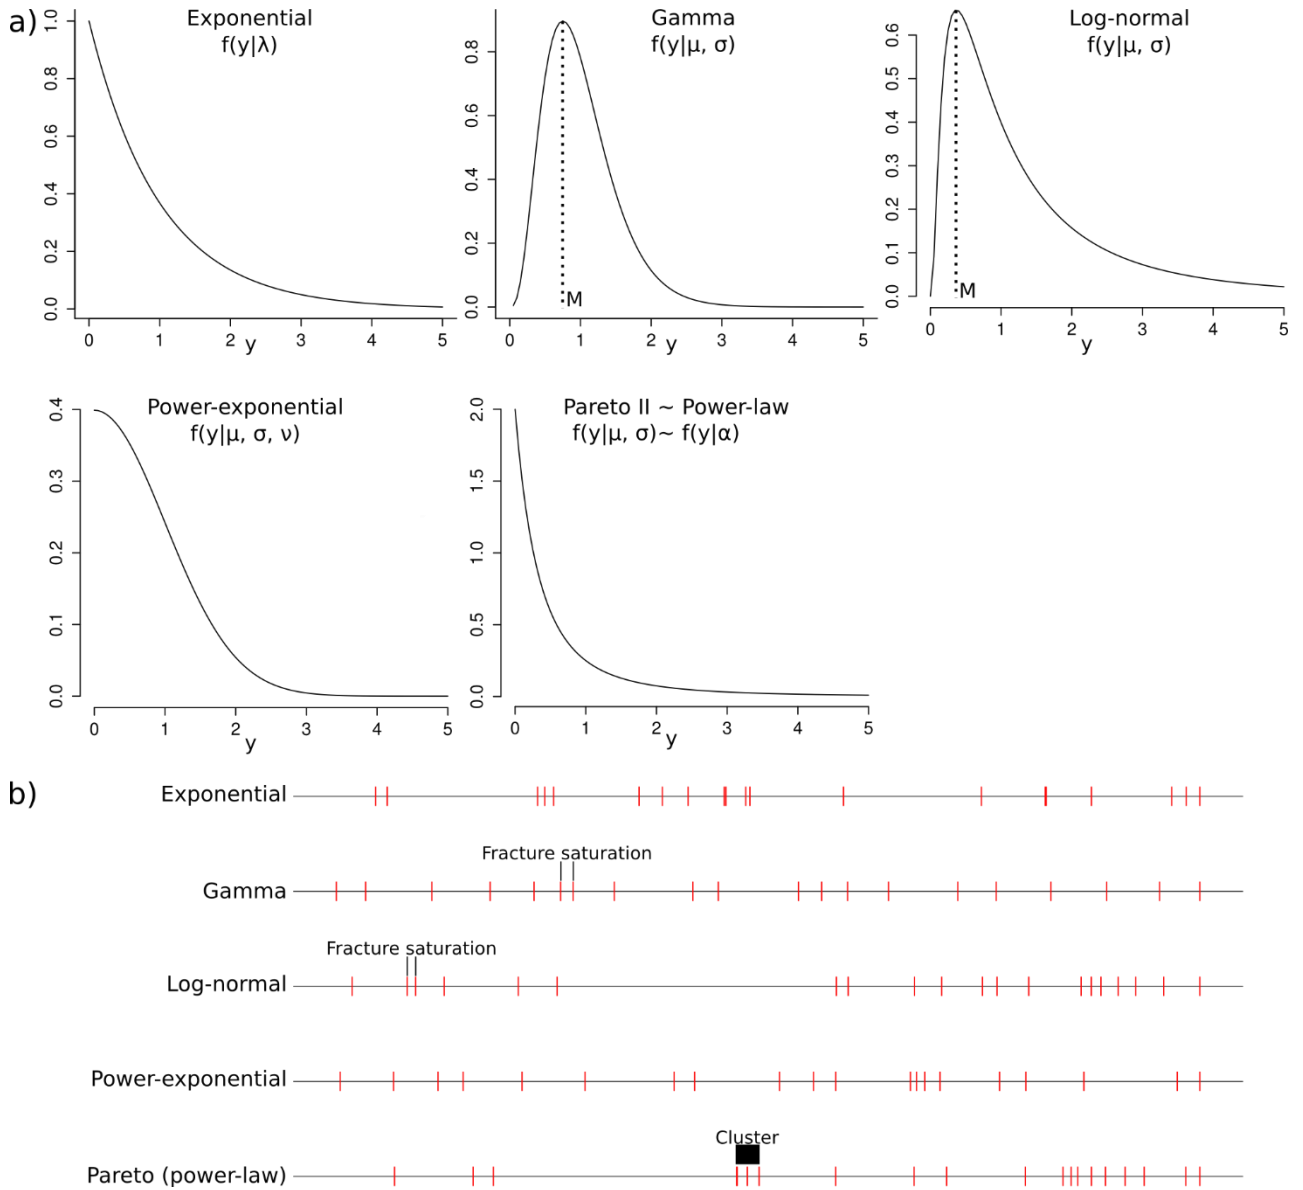 a)
Exponential
f(y|λ)
1.0
0.8
0.6
0.4
0.2
0.0
0 1 2 3 4 5
y
Gamma
f(y|μ, σ)
0.8
0.6
0.4
0.2
0.0
M
0 1 2 3 4 5
y
Log-normal
f(y|μ, σ)
0.6
0.5
0.4
0.3
0.2
0.1
0.0
M
0 1 2 3 4 5
y
Power-exponential
f(y|μ, σ, ν)
0.4
0.3
0.2
0.1
0.0
0 1 2 3 4 5
y
Pareto II ~ Power-law
f(y|μ, σ)~ f(y|α)
2.0
1.5
1.0
0.5
0.0
0 1 2 3 4 5
y
b)
Exponential
Fracture saturation
Gamma
Fracture saturation
Log-normal
Power-exponential
Cluster
Pareto (power-law)